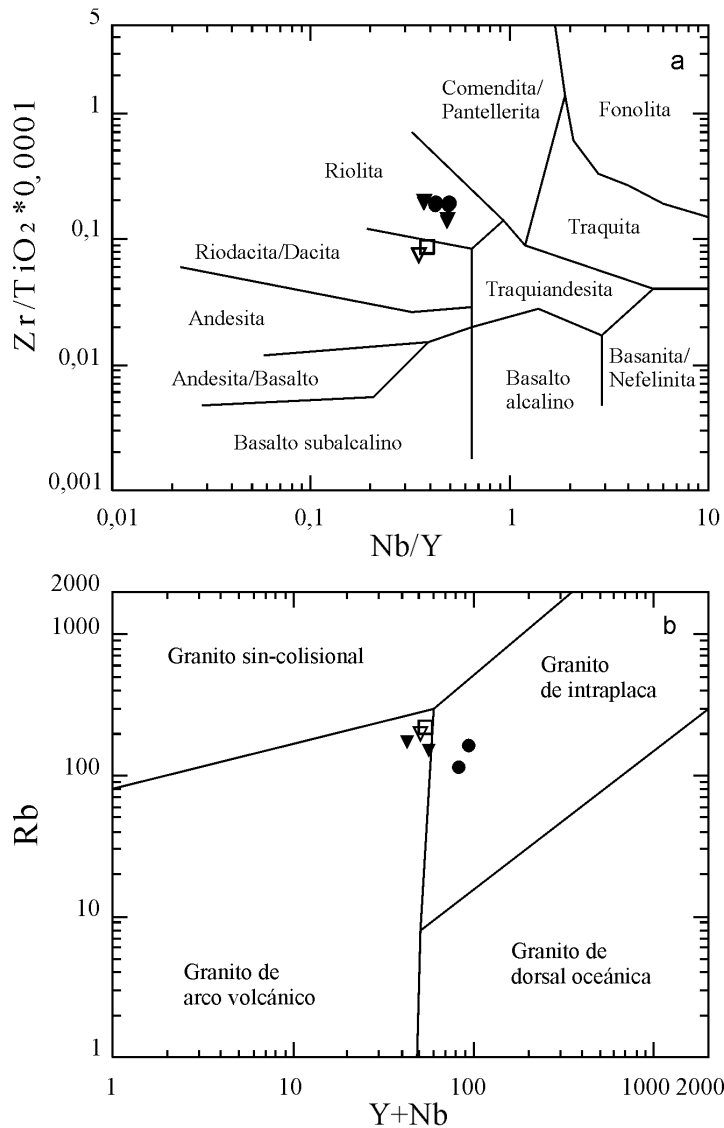 a
5
1
0,1
0,01
0,001
Zr/TiO₂*0,0001
Comendita/
Pantellerita
Fonolita
Riolita
Traquita
Riodacita/Dacita
Traquiandesita
Andesita
Andesita/Basalto
Basanita/
Nefelinita
Basalto
alcalino
Basalto subalcalino
0,01
0,1
1
10
Nb/Y
b
2000
1000
100
10
1
Rb
Granito sin-colisional
Granito
de intraplaca
Granito de
arco volcánico
Granito de
dorsal oceánica
1
10
100
1000
2000
Y+Nb